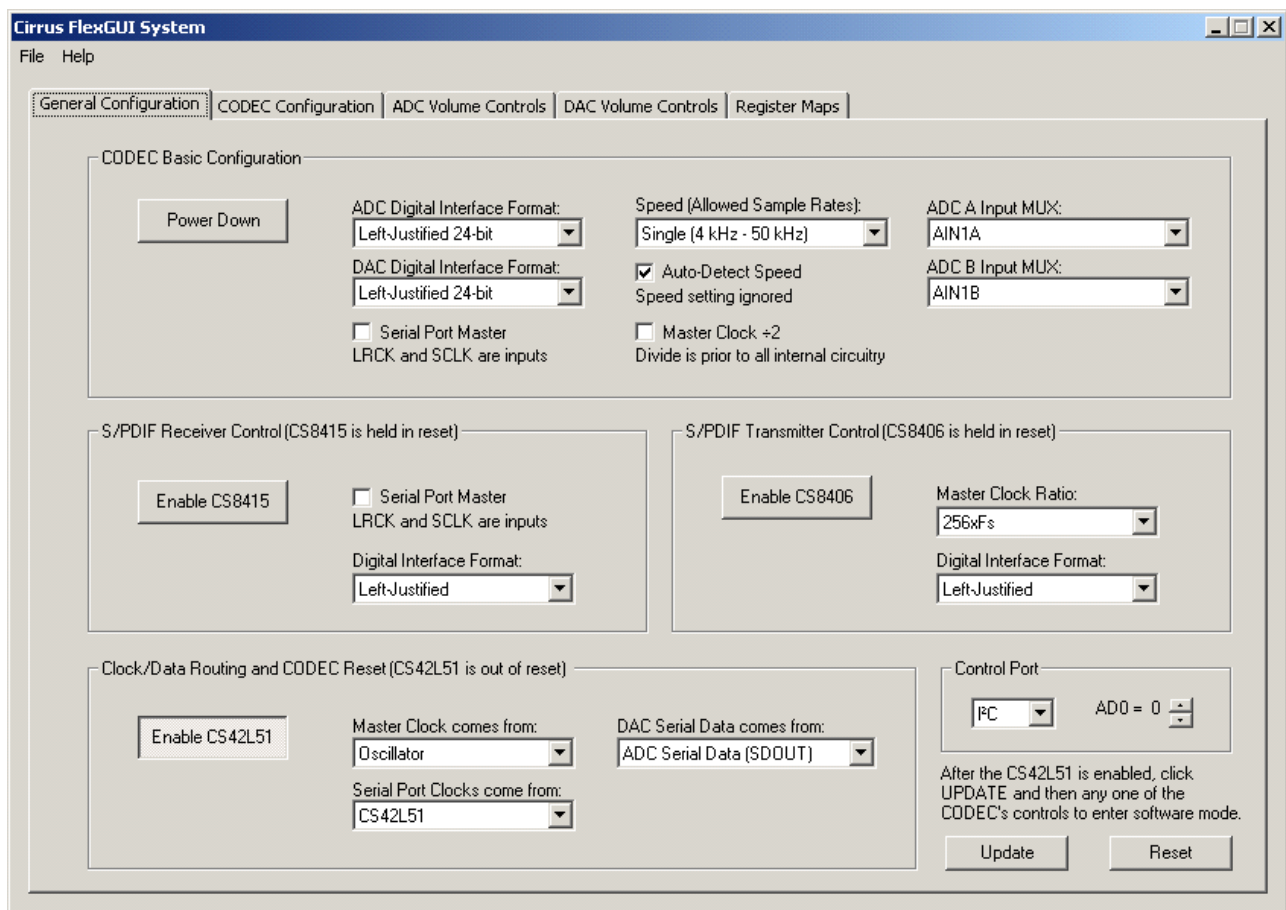 Cirrus FlexGUI System
File Help
General Configuration CODEC Configuration ADC Volume Controls DAC Volume Controls Register Maps
CODEC Basic Configuration
Power Down
ADC Digital Interface Format:
Left-Justified 24-bit
DAC Digital Interface Format:
Left-Justified 24-bit
Serial Port Master
LRCK and SCLK are inputs
Speed (Allowed Sample Rates):
Single (4 kHz - 50 kHz)
Auto-Detect Speed
Speed setting ignored
Master Clock ÷2
Divide is prior to all internal circuitry
ADC A Input MUX:
AIN1A
ADC B Input MUX:
AIN1B
S/PDIF Receiver Control (CS8415 is held in reset)
Enable CS8415
Serial Port Master
LRCK and SCLK are inputs
Digital Interface Format:
Left-Justified
S/PDIF Transmitter Control (CS8406 is held in reset)
Enable CS8406
Master Clock Ratio:
256xFs
Digital Interface Format:
Left-Justified
Clock/Data Routing and CODEC Reset (CS42L51 is out of reset)
Enable CS42L51
Master Clock comes from:
Oscillator
Serial Port Clocks come from:
CS42L51
DAC Serial Data comes from:
ADC Serial Data (SDOUT)
Control Port
I²C
AD0 = 0
After the CS42L51 is enabled, click
UPDATE and then any one of the
CODEC's controls to enter software mode.
Update
Reset